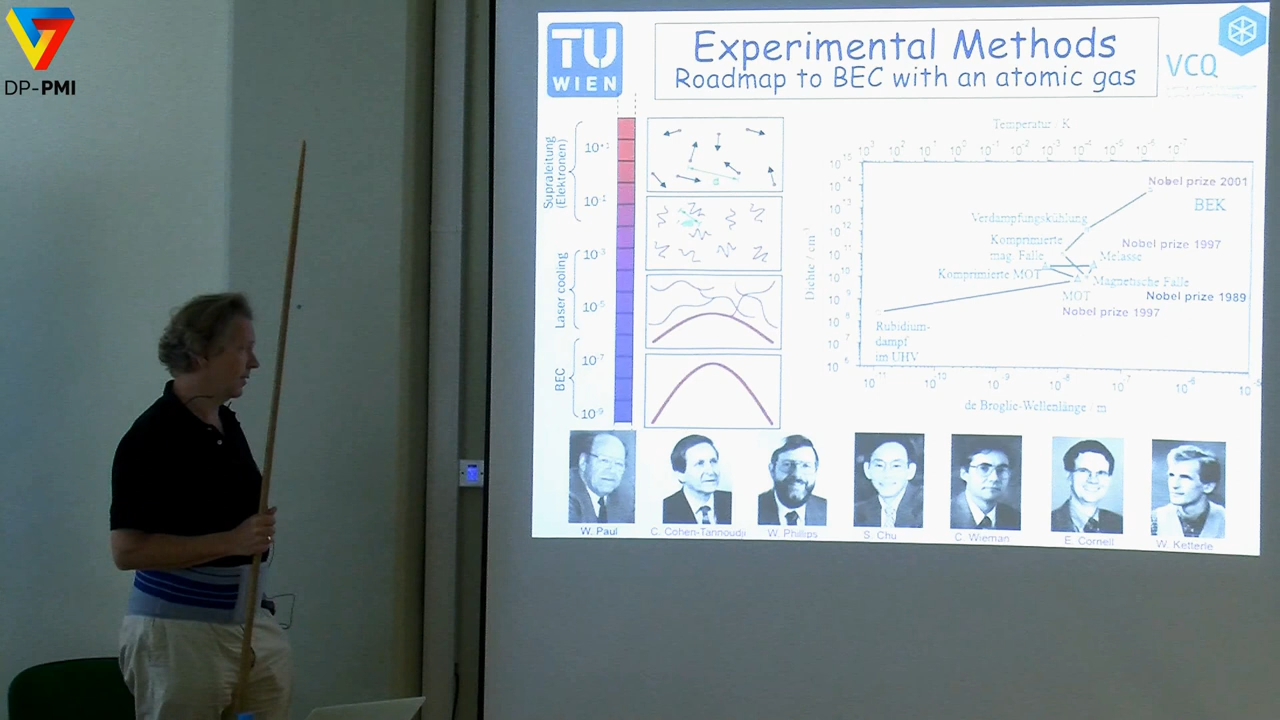 DP-PMI
TU
WIEN
Experimental Methods
Roadmap to BEC with an atomic gas
VCQ
Supraleitung
(Elektronen)
Laser cooling
BEC
10⁺¹
10⁻¹
10⁻³
10⁻⁵
10⁻⁷
10⁻⁹
d
Temperatur K
Dichte / cm³
Nobel prize 2001
BEK
Verdampfungskühlung
Komprimierte
mag. Falle
Nobel prize 1997
Melasse
Komprimierte MOT
Magnetische Falle
MOT
Nobel prize 1989
Nobel prize 1997
Rubidium-
dampf
im UHV
de Broglie-Wellenlänge / m
W. Paul
C. Cohen-Tannoudji
W. Phillips
S. Chu
C. Wieman
E. Cornell
W. Ketterle